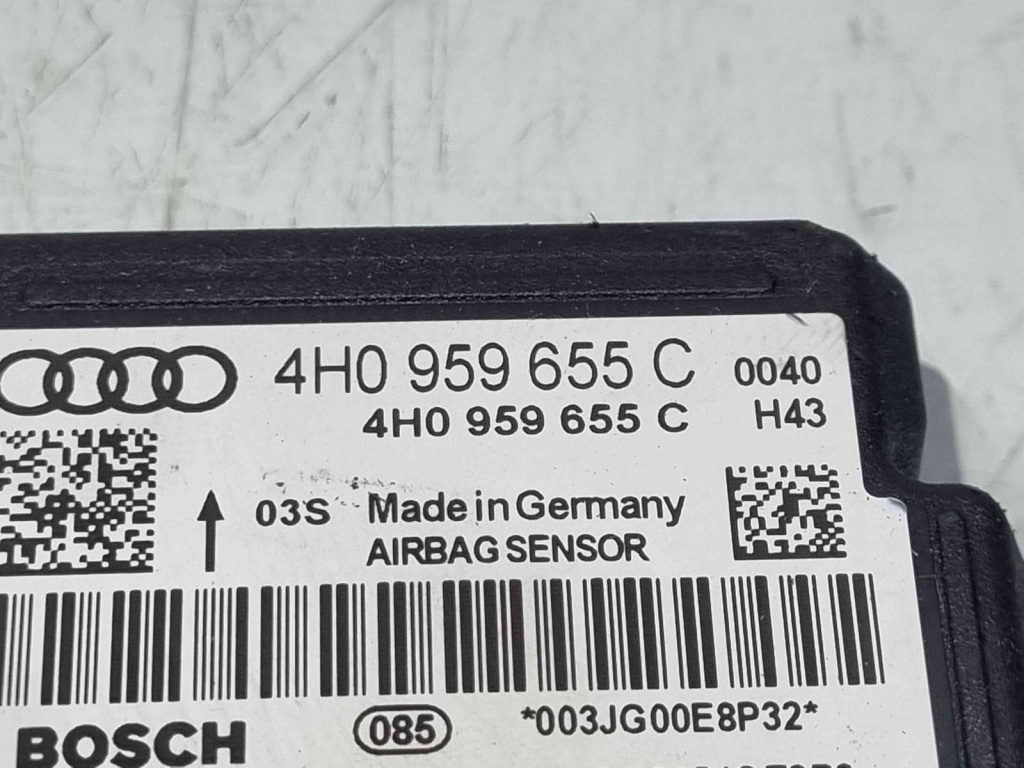 4H0 959 655 C 0040
4H0 959 655 C H43
03S Made in Germany
AIRBAG SENSOR
BOSCH 085 *003JG00E8P32*